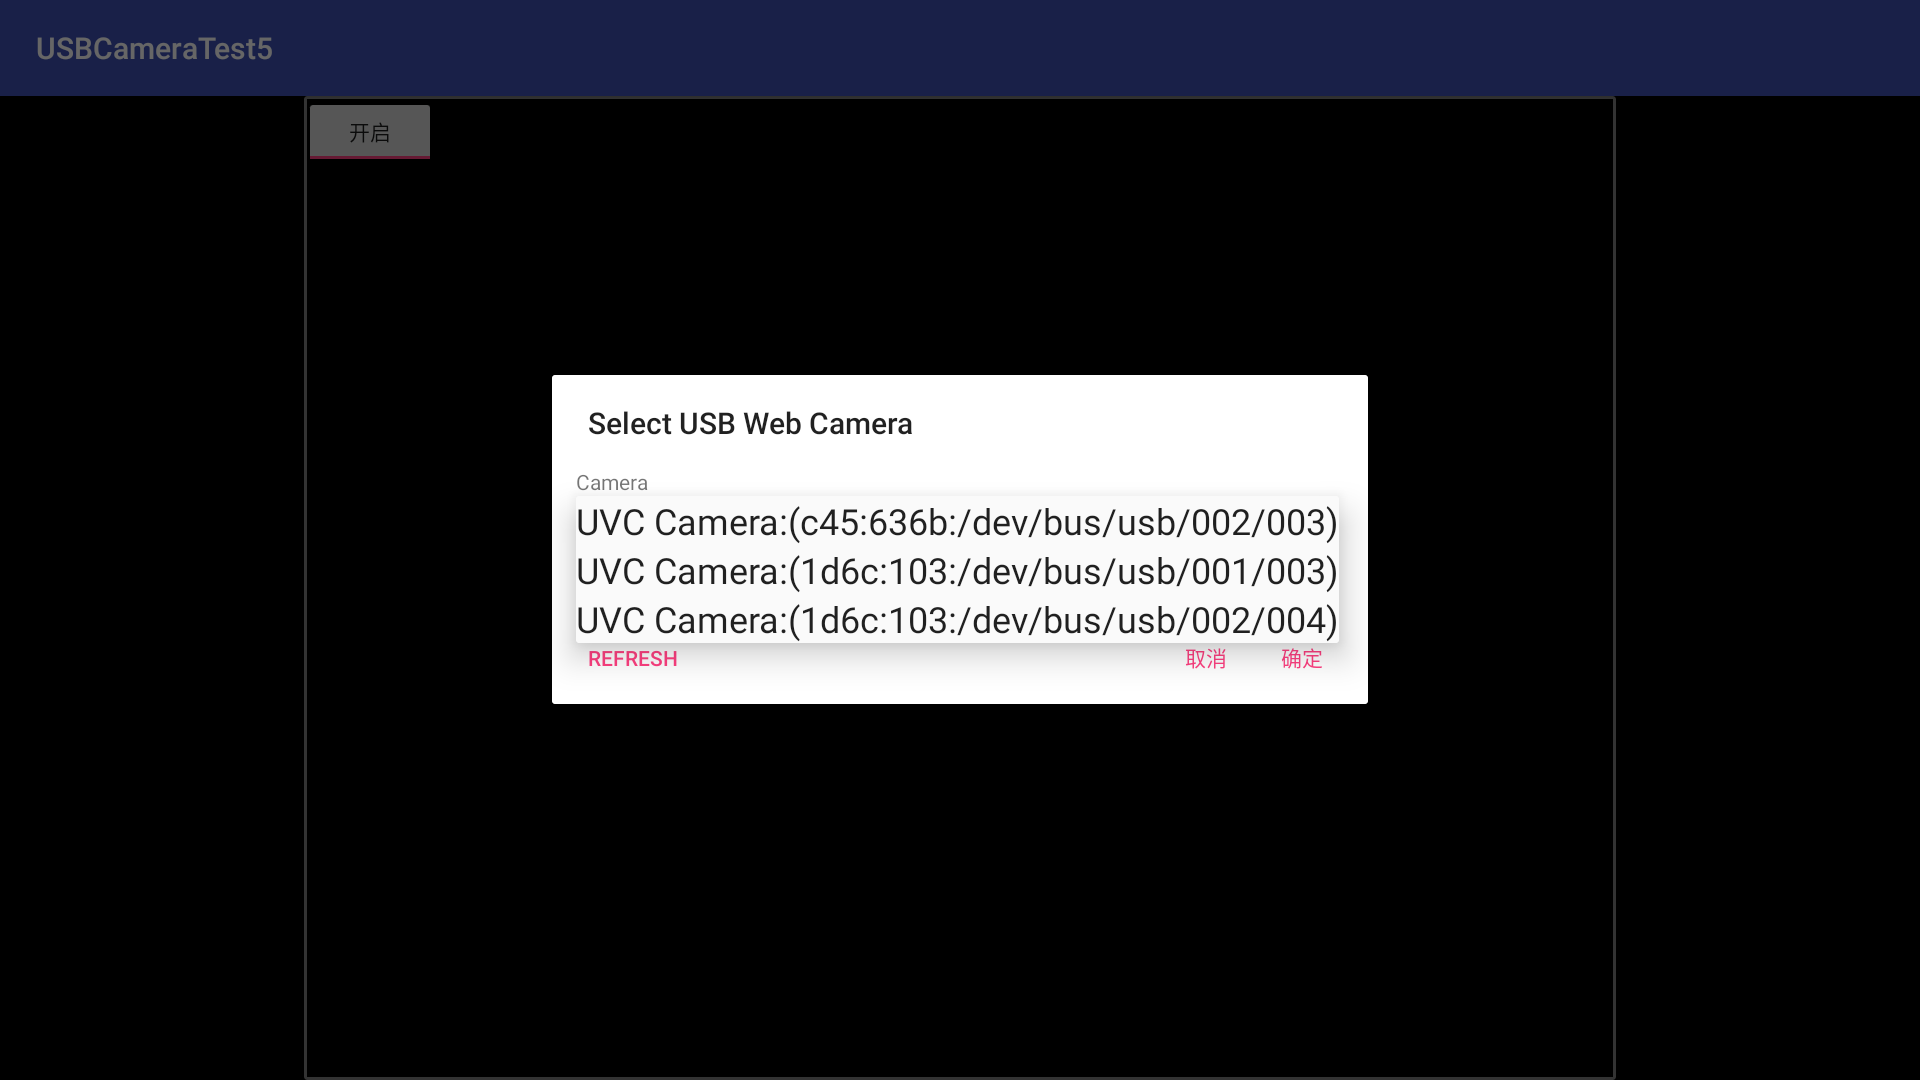 USBCameraTest5
开启
Select USB Web Camera
Camera
UVC Camera:(c45:636b:/dev/bus/usb/002/003)
UVC Camera:(1d6c:103:/dev/bus/usb/001/003)
UVC Camera:(1d6c:103:/dev/bus/usb/002/004)
REFRESH 取消 确定